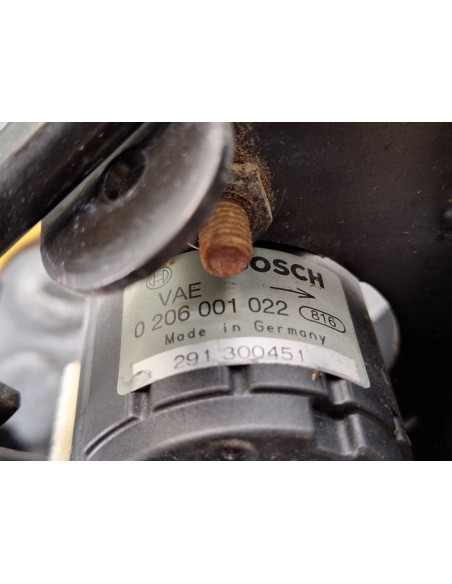 BOSCH
VAE
0 206 001 022 816
Made in Germany
291 300451